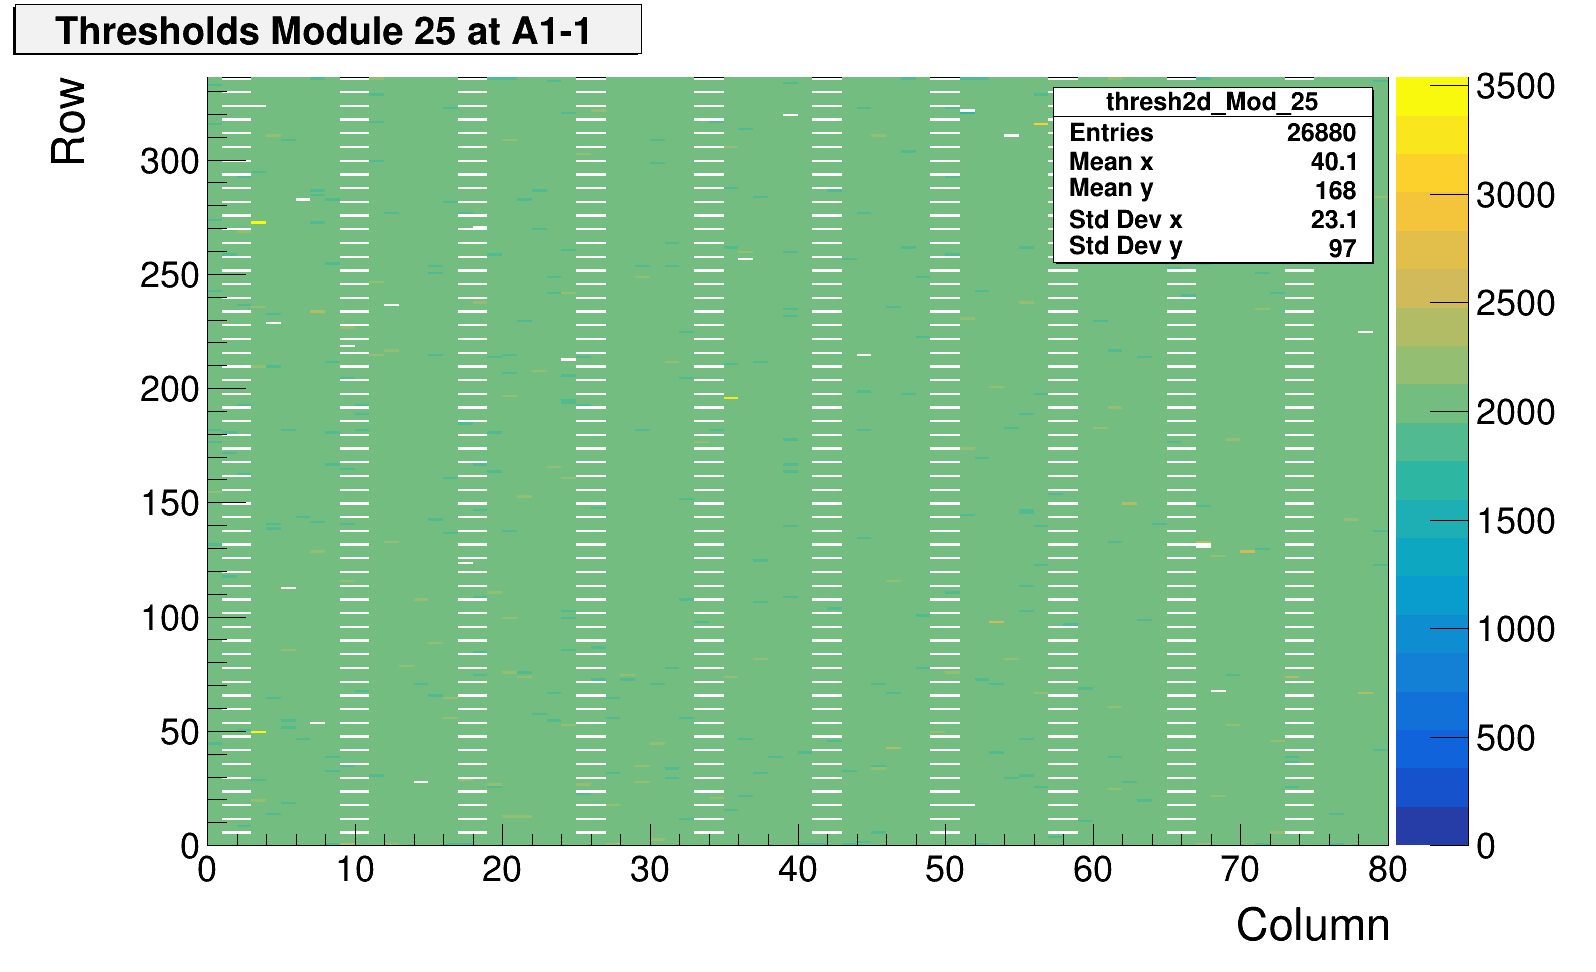 Thresholds Module 25 at A1-1
Row
thresh2d_Mod_25
Entries 26880
Mean x 40.1
Mean y 168
Std Dev x 23.1
Std Dev y 97
300
250
200
150
100
50
0
0 10 20 30 40 50 60 70 80
Column
3500
3000
2500
2000
1500
1000
500
0